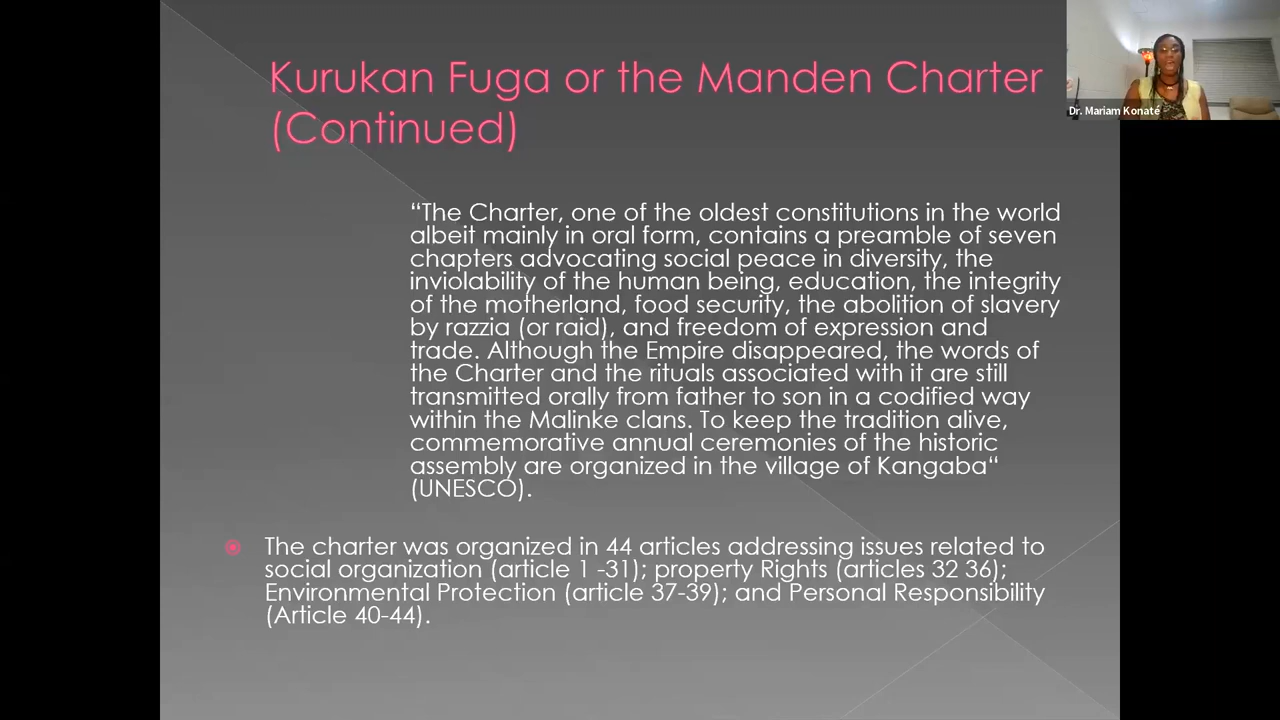 Kurukan Fuga or the Manden Charter
(Continued)
Dr. Mariam Konaté
“The Charter, one of the oldest constitutions in the world
albeit mainly in oral form, contains a preamble of seven
chapters advocating social peace in diversity, the
inviolability of the human being, education, the integrity
of the motherland, food security, the abolition of slavery
by razzia (or raid), and freedom of expression and
trade. Although the Empire disappeared, the words of
the Charter and the rituals associated with it are still
transmitted orally from father to son in a codified way
within the Malinke clans. To keep the tradition alive,
commemorative annual ceremonies of the historic
assembly are organized in the village of Kangaba“
(UNESCO).
The charter was organized in 44 articles addressing issues related to
social organization (article 1 -31); property Rights (articles 32 36);
Environmental Protection (article 37-39); and Personal Responsibility
(Article 40-44).